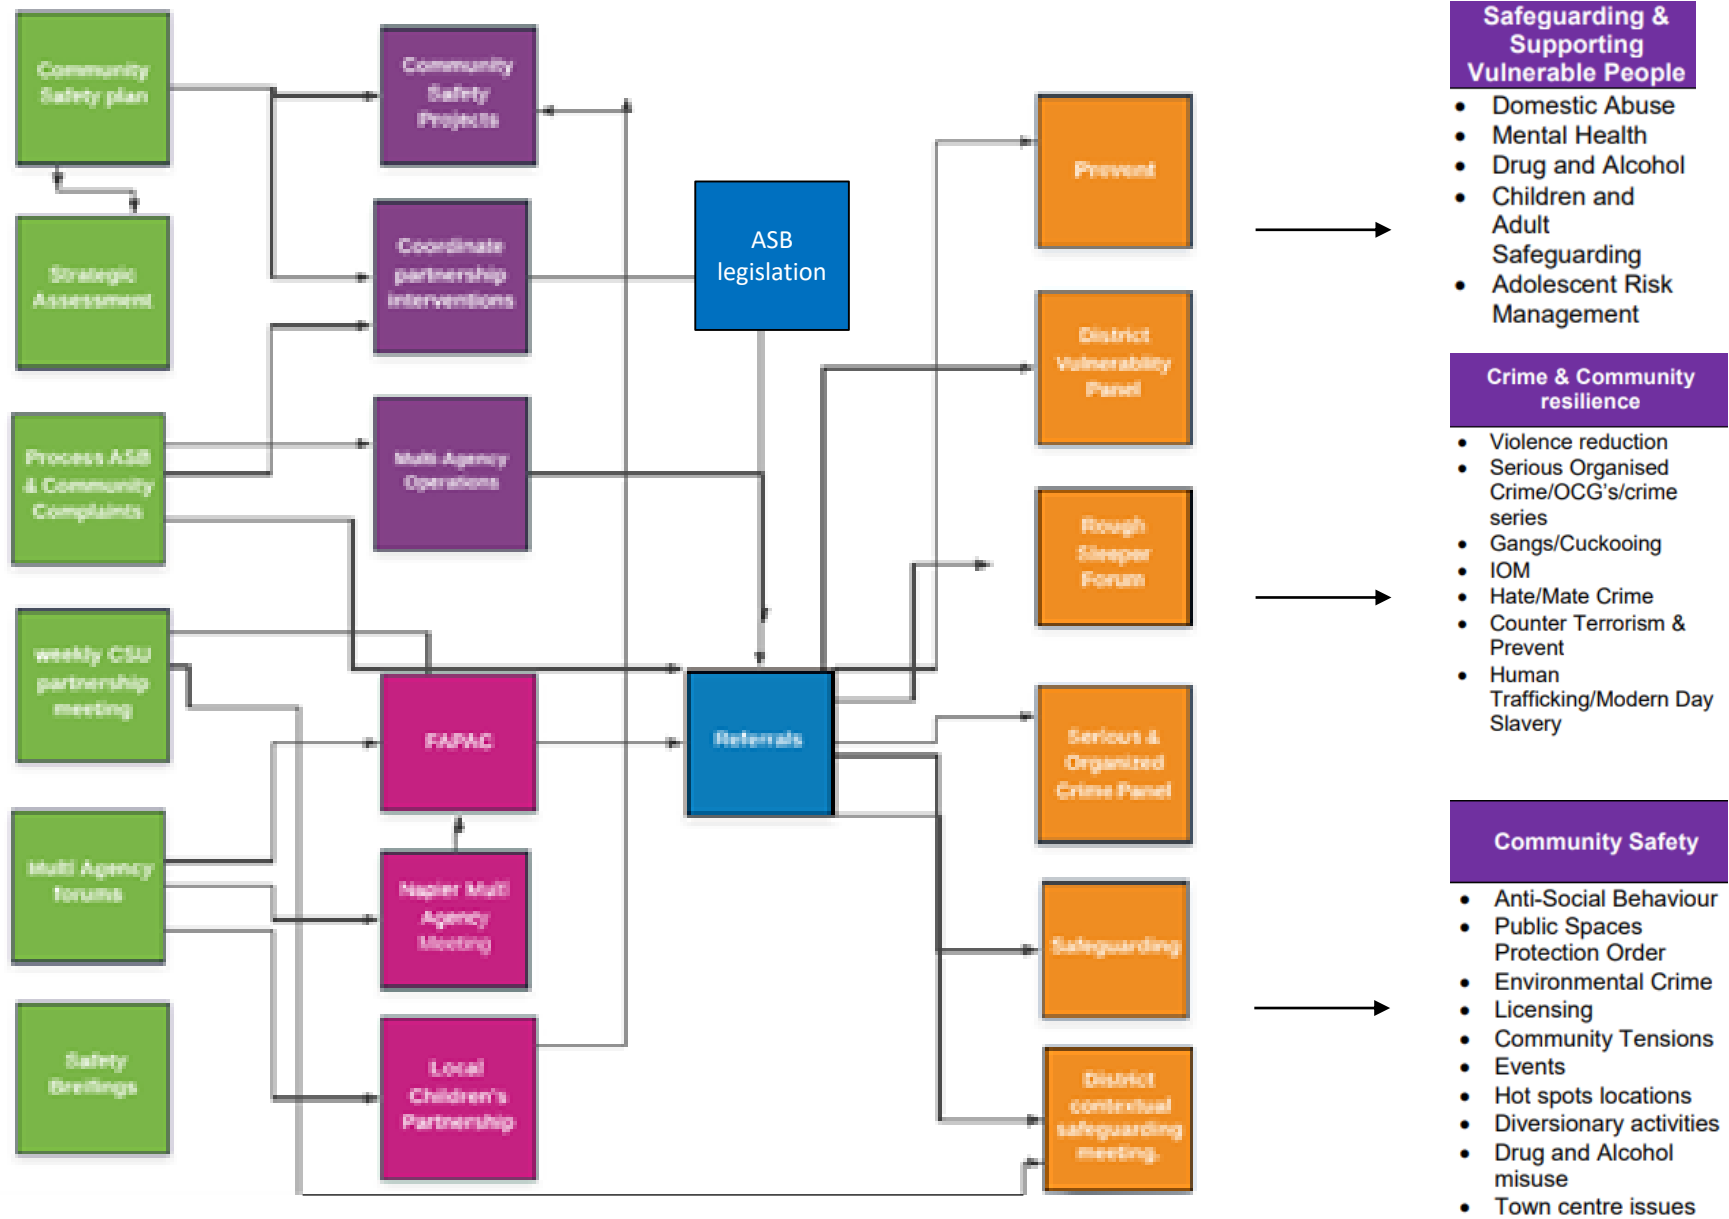 Community
Safety plan
Strategic
Assessment
Process ASB
& Community
Complaints
weekly CSU
partnership
meeting
Multi Agency
forums
Safety
Breifings
Community
Safety
Projects
Coordinate
partnership
interventions
Multi Agency
Operations
FAPAC
Napier Multi
Agency
Meeting
Local
Children's
Partnership
ASB
legislation
Referrals
Prevent
District
Vulnerability
Panel
Rough
Sleeper
Forum
Serious &
Organized
Crime Panel
Safeguarding
District
contextual
safeguarding
meeting.
Safeguarding &
Supporting
Vulnerable People
• Domestic Abuse
• Mental Health
• Drug and Alcohol
• Children and
Adult
Safeguarding
• Adolescent Risk
Management
Crime & Community
resilience
• Violence reduction
• Serious Organised
Crime/OCG's/crime
series
• Gangs/Cuckooing
• IOM
• Hate/Mate Crime
• Counter Terrorism &
Prevent
• Human
Trafficking/Modern Day
Slavery
Community Safety
• Anti-Social Behaviour
• Public Spaces
Protection Order
• Environmental Crime
• Licensing
• Community Tensions
• Events
• Hot spots locations
• Diversionary activities
• Drug and Alcohol
misuse
• Town centre issues